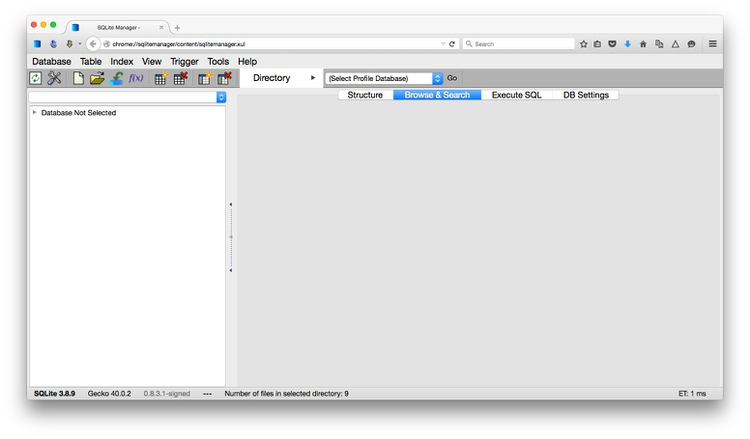 SQLite Manager -
chrome://sqlitemanager/content/sqlitemanager.xul
Search
Database Table Index View Trigger Tools Help
f(x)
Directory
(Select Profile Database)
Go
Structure
Browse & Search
Execute SQL
DB Settings
Database Not Selected
SQLite 3.8.9 Gecko 40.0.2 0.8.3.1-signed --- Number of files in selected directory: 9 ET: 1 ms